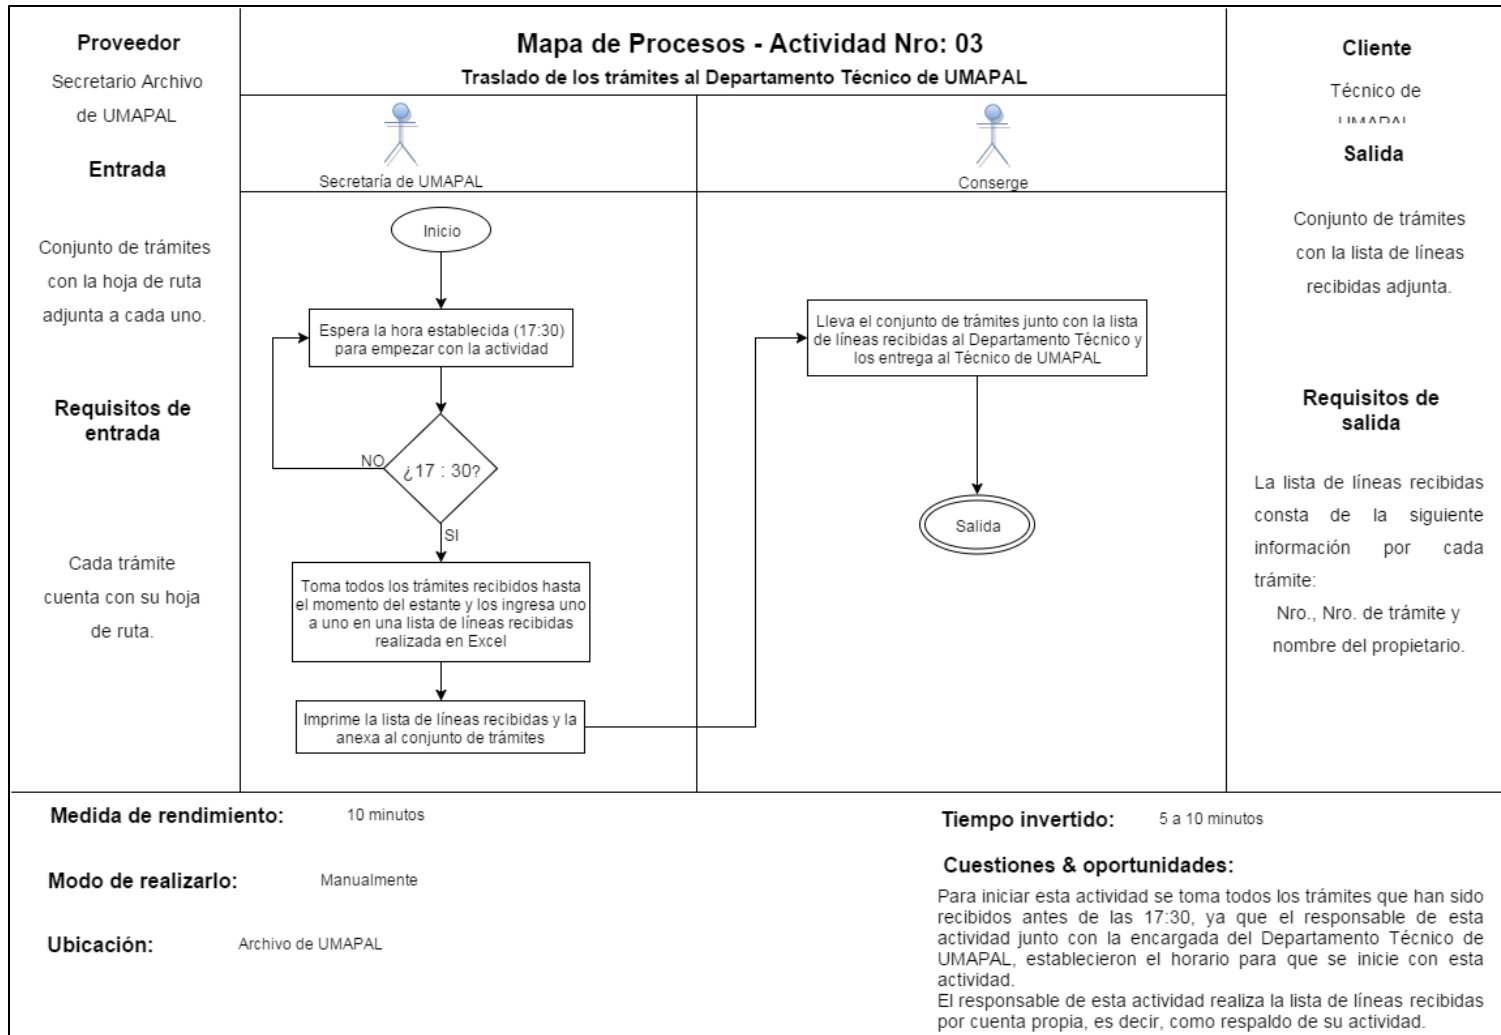 Proveedor
Secretario Archivo
de UMAPAL
Entrada
Conjunto de trámites
con la hoja de ruta
adjunta a cada uno.
Requisitos de
entrada
Cada trámite
cuenta con su hoja
de ruta.
Mapa de Procesos - Actividad Nro: 03
Traslado de los trámites al Departamento Técnico de UMAPAL
Secretaría de UMAPAL
Conserge
Inicio
Espera la hora establecida (17:30)
para empezar con la actividad
NO
¿17 : 30?
SI
Toma todos los trámites recibidos hasta
el momento del estante y los ingresa uno
a uno en una lista de líneas recibidas
realizada en Excel
Imprime la lista de líneas recibidas y la
anexa al conjunto de trámites
Lleva el conjunto de trámites junto con la lista
de líneas recibidas al Departamento Técnico y
los entrega al Técnico de UMAPAL
Salida
Cliente
Técnico de
UMAPAL
Salida
Conjunto de trámites
con la lista de líneas
recibidas adjunta.
Requisitos de
salida
La lista de líneas recibidas
consta de la siguiente
información por cada
trámite:
Nro., Nro. de trámite y
nombre del propietario.
Medida de rendimiento: 10 minutos
Modo de realizarlo: Manualmente
Ubicación: Archivo de UMAPAL
Tiempo invertido: 5 a 10 minutos
Cuestiones & oportunidades:
Para iniciar esta actividad se toma todos los trámites que han sido
recibidos antes de las 17:30, ya que el responsable de esta
actividad junto con la encargada del Departamento Técnico de
UMAPAL, establecieron el horario para que se inicie con esta
actividad.
El responsable de esta actividad realiza la lista de líneas recibidas
por cuenta propia, es decir, como respaldo de su actividad.